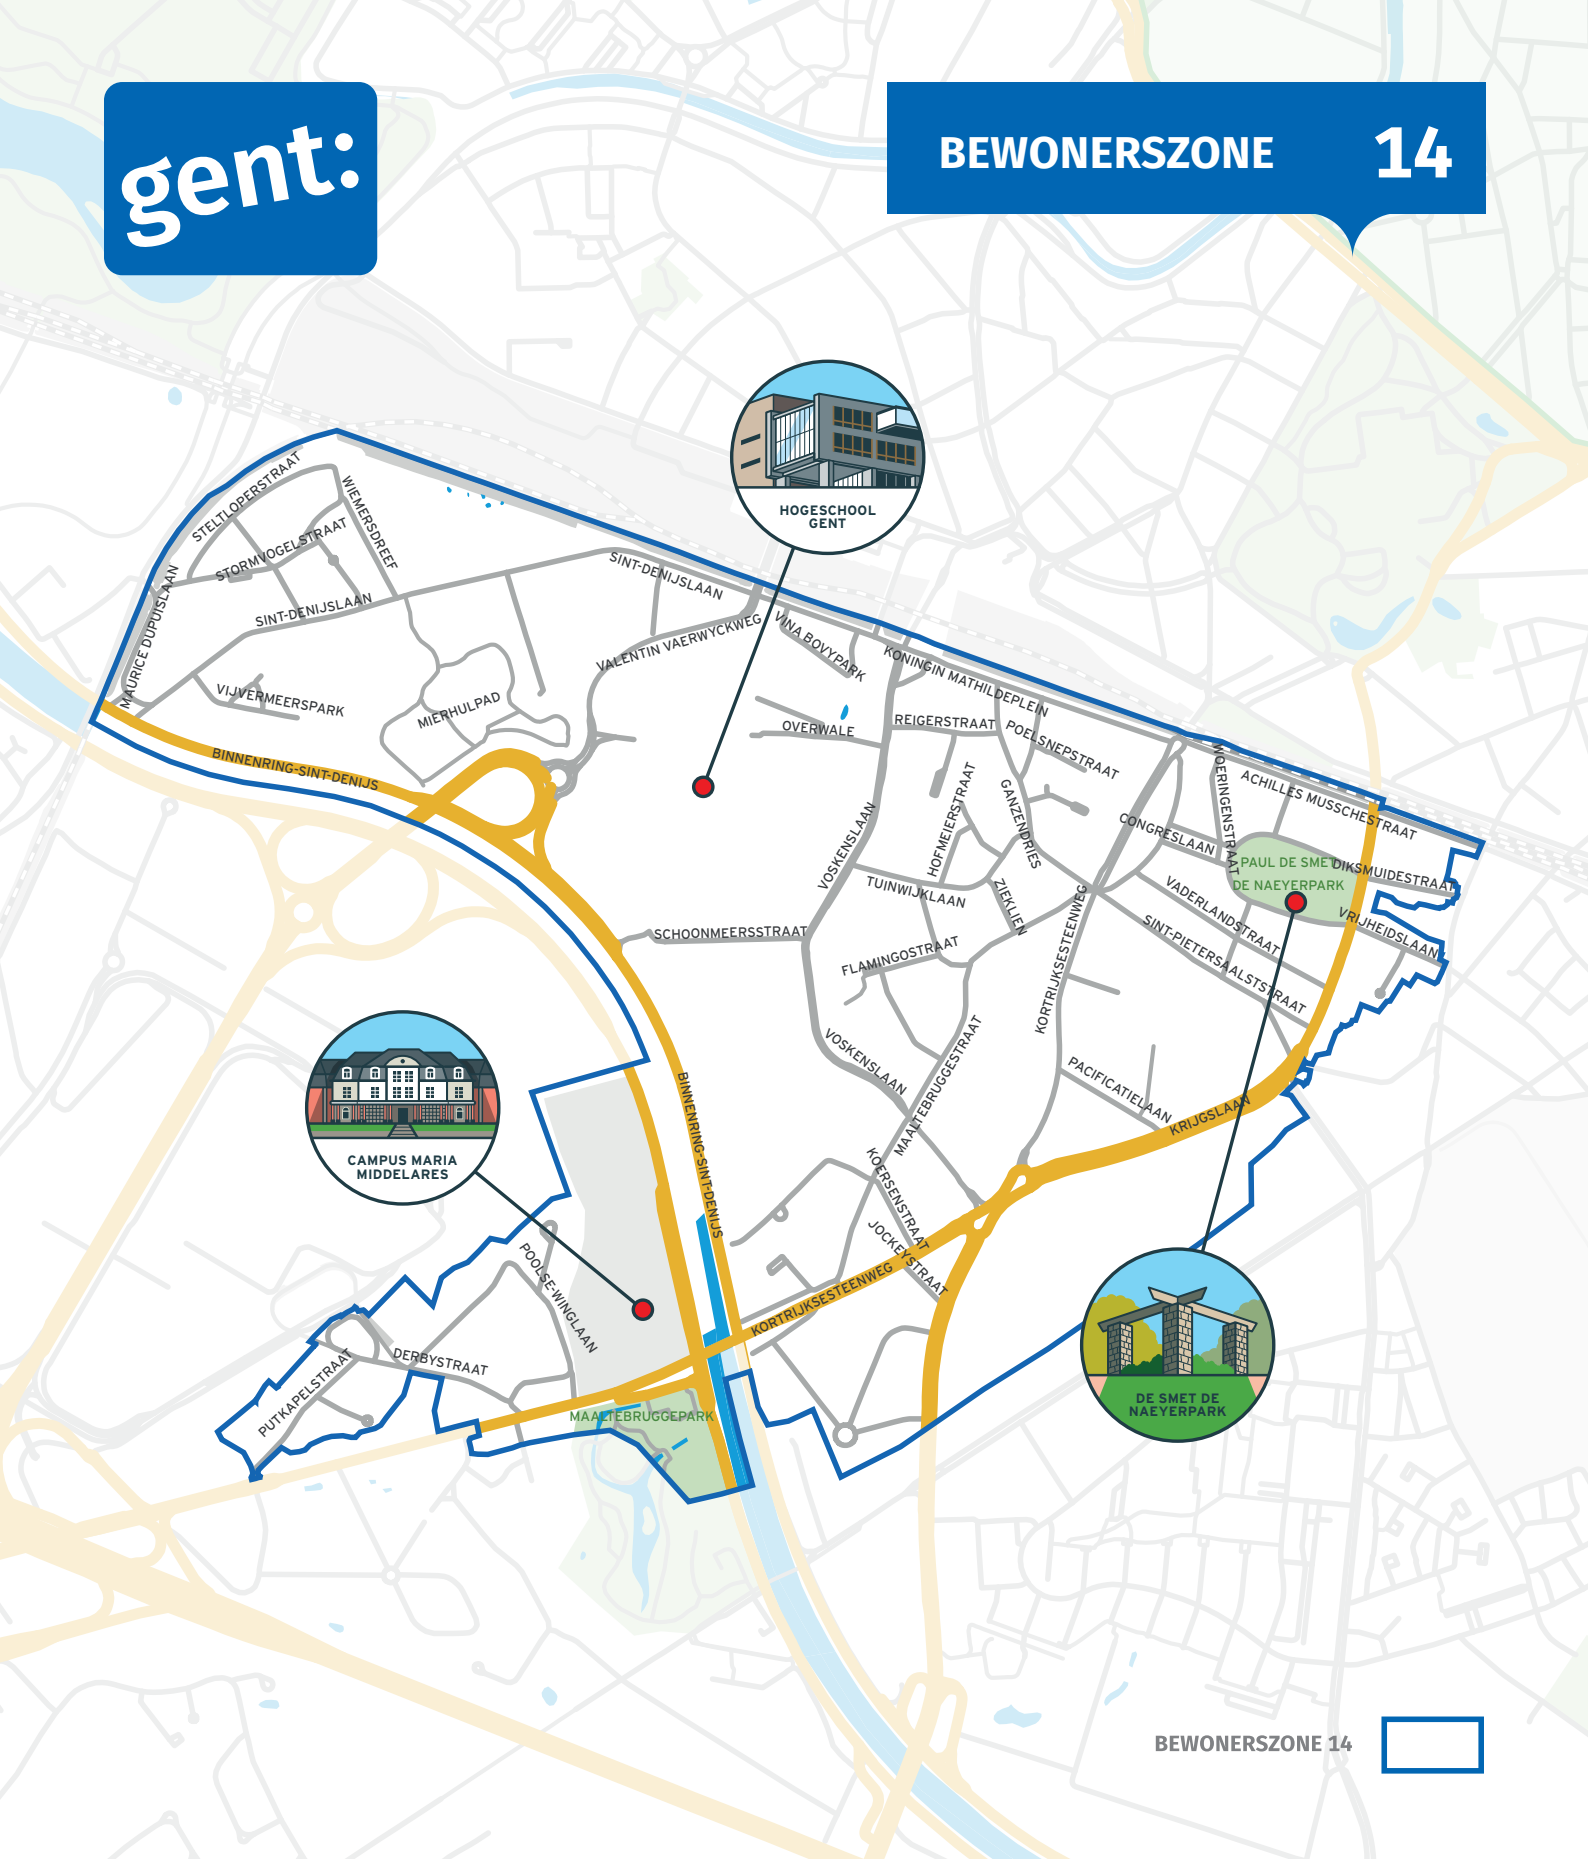 gent:
BEWONERSZONE 14
HOGESCHOOL
GENT
STELTLOPERSTRAAT
WIEMERSDREEF
STORMVOGELSTRAAT
SINT-DENIJSLAAN
SINT-DENIJSLAAN
MAURICE DUPUISLAAN
VALENTIN VAERWYCKWEG
VINA BOVYPARK
KONINGIN MATHILDEPLEIN
VIJVERMEERSPARK
MIERHULPAD
OVERWALE
REIGERSTRAAT
POELSNEPSTRAAT
BINNENRING-SINT-DENIJS
WOERINGENSTRAAT
ACHILLES MUSSCHESTRAAT
HOFMEIERSTRAAT
GANZENDRIES
CONGRESLAAN
VOSKENSLAAN
PAUL DE SMET
DE NAEYERPARK
DIKSMUIDESTRAAT
TUINWIJKLAAN
ZIEKLIEN
VADERLANDSTRAAT
VRIJHEIDSLAAN
SCHOONMEERSSTRAAT
FLAMINGOSTRAAT
KORTRIJKSESTEENWEG
SINT-PIETERSAALSTSTRAAT
VOSKENSLAAN
MAALTEBRUGGESTRAAT
PACIFICATIELAAN
KRIJGSLAAN
BINNENRING-SINT-DENIJS
CAMPUS MARIA
MIDDELARES
KOERSENSTRAAT
JOCKEYSTRAAT
POOLSE-WINGLAAN
KORTRIJKSESTEENWEG
DERBYSTRAAT
PUTKAPELSTRAAT
MAALTEBRUGGEPARK
DE SMET DE
NAEYERPARK
BEWONERSZONE 14